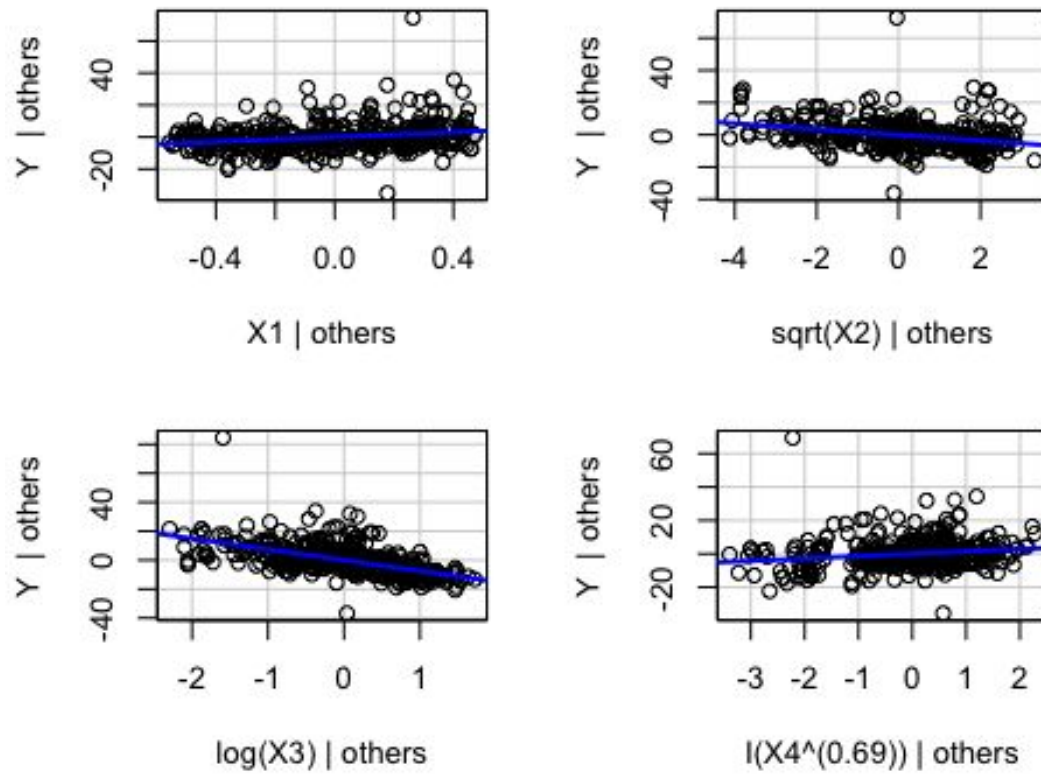 Y | others
40
-20
-0.4 0.0 0.4
X1 | others
Y | others
40
0
-40
-4 -2 0 2
sqrt(X2) | others
Y | others
40
0
-40
-2 -1 0 1
log(X3) | others
Y | others
60
20
-20
-3 -2 -1 0 1 2
I(X4^(0.69)) | others